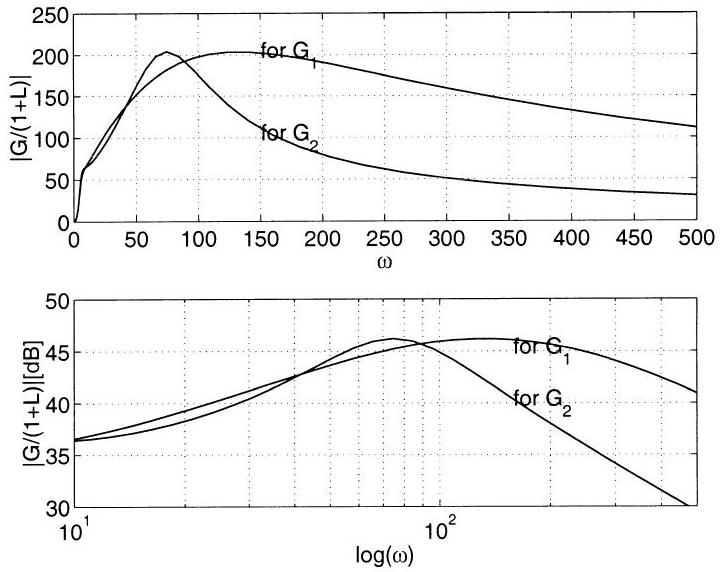 250
200
150
100
50
0
|G/(1+L)|
for G1
for G2
0 50 100 150 200 250 300 350 400 450 500
ω
50
45
40
35
30
|G/(1+L)|[dB]
for G1
for G2
10^1 10^2
log(ω)